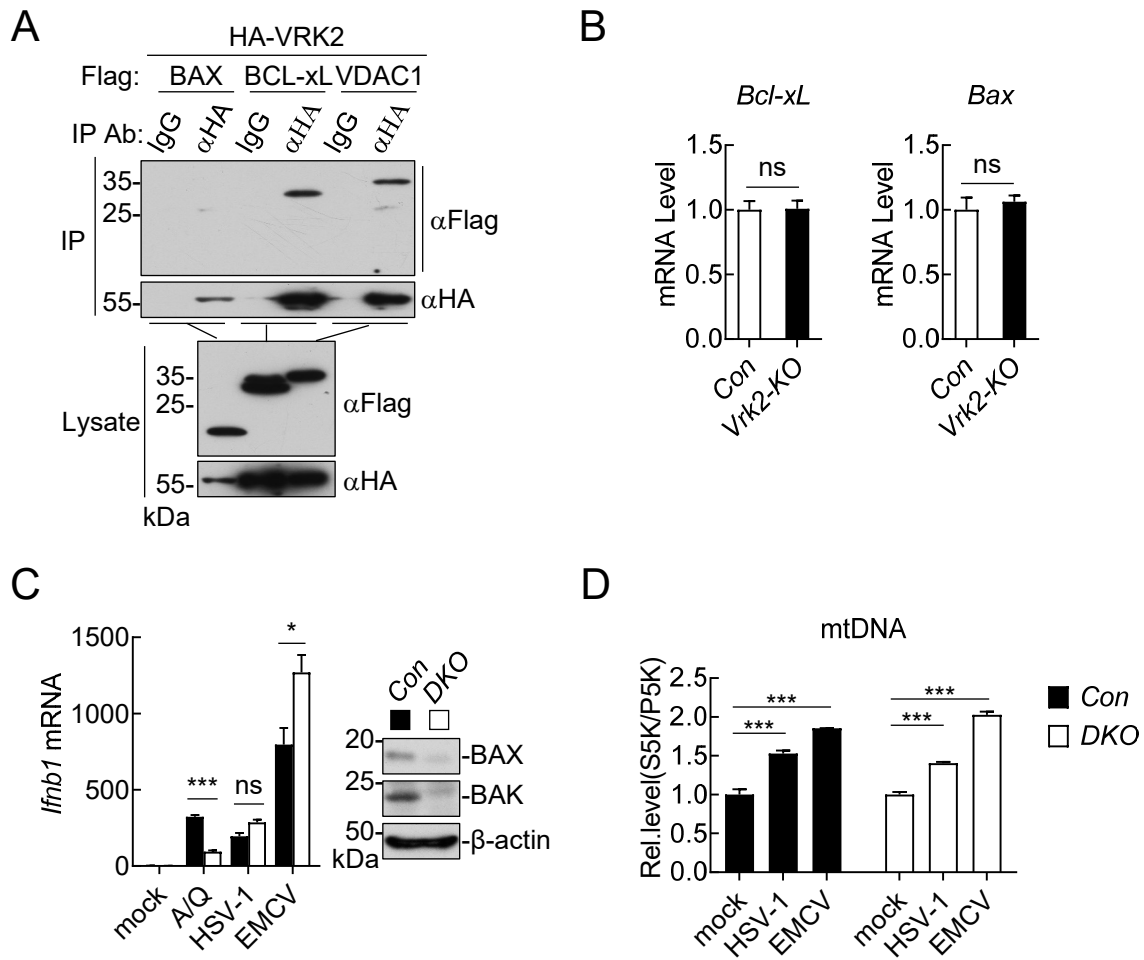 A
HA-VRK2
Flag: BAX BCL-xL VDAC1
IP Ab: IgG αHA IgG αHA IgG αHA
IP
35-
25-
αFlag
55-
αHA
Lysate
35-
25-
αFlag
55-
αHA
kDa
B
Bcl-xL
mRNA Level
1.5
1.0
0.5
0.0
ns
Con
Vrk2-KO
Bax
mRNA Level
1.5
1.0
0.5
0.0
ns
Con
Vrk2-KO
C
Ifnb1 mRNA
1500
1000
500
0
***
ns
*
mock
A/Q
HSV-1
EMCV
Con DKO
20
-BAX
25
-BAK
50
-β-actin
kDa
D
mtDNA
Rel.level(S5K/P5K)
2.5
2.0
1.5
1.0
0.5
0.0
***
***
***
***
mock
HSV-1
EMCV
mock
HSV-1
EMCV
Con
DKO